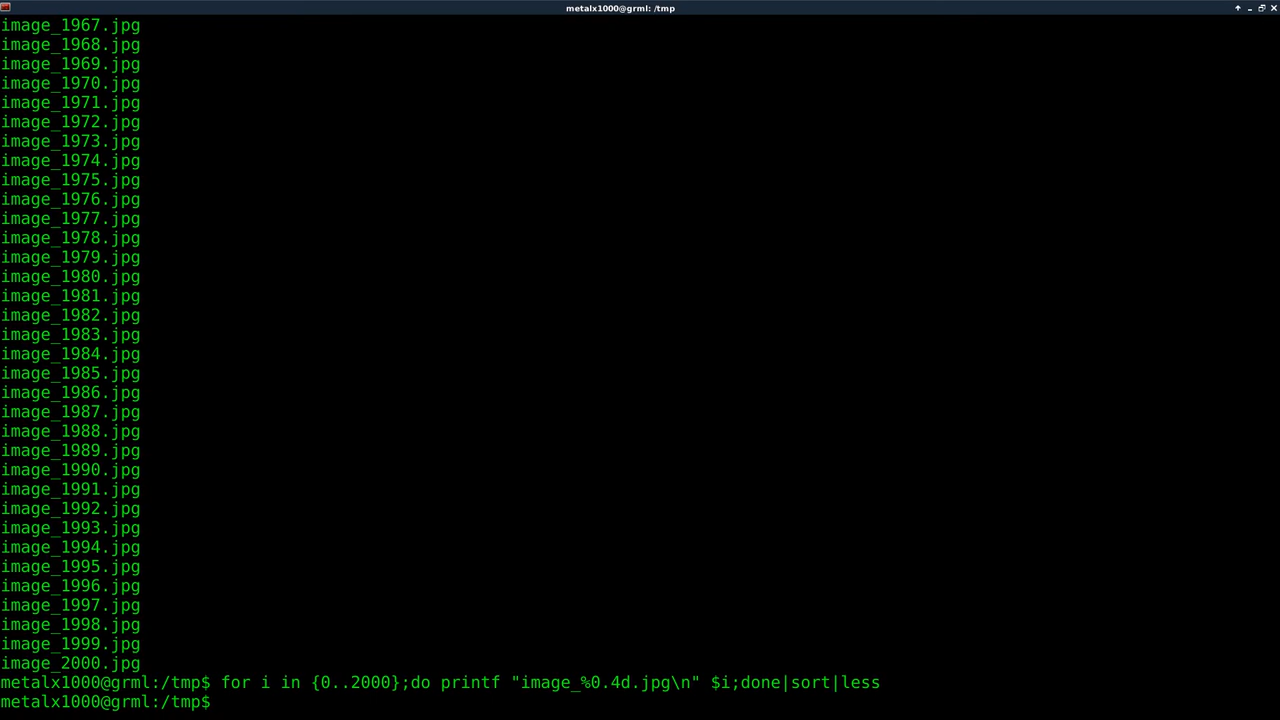 metalx1000@grml: /tmp
image_1967.jpg
image_1968.jpg
image_1969.jpg
image_1970.jpg
image_1971.jpg
image_1972.jpg
image_1973.jpg
image_1974.jpg
image_1975.jpg
image_1976.jpg
image_1977.jpg
image_1978.jpg
image_1979.jpg
image_1980.jpg
image_1981.jpg
image_1982.jpg
image_1983.jpg
image_1984.jpg
image_1985.jpg
image_1986.jpg
image_1987.jpg
image_1988.jpg
image_1989.jpg
image_1990.jpg
image_1991.jpg
image_1992.jpg
image_1993.jpg
image_1994.jpg
image_1995.jpg
image_1996.jpg
image_1997.jpg
image_1998.jpg
image_1999.jpg
image_2000.jpg
metalx1000@grml:/tmp$ for i in {0..2000};do printf "image_%0.4d.jpg\n" $i;done|sort|less
metalx1000@grml:/tmp$